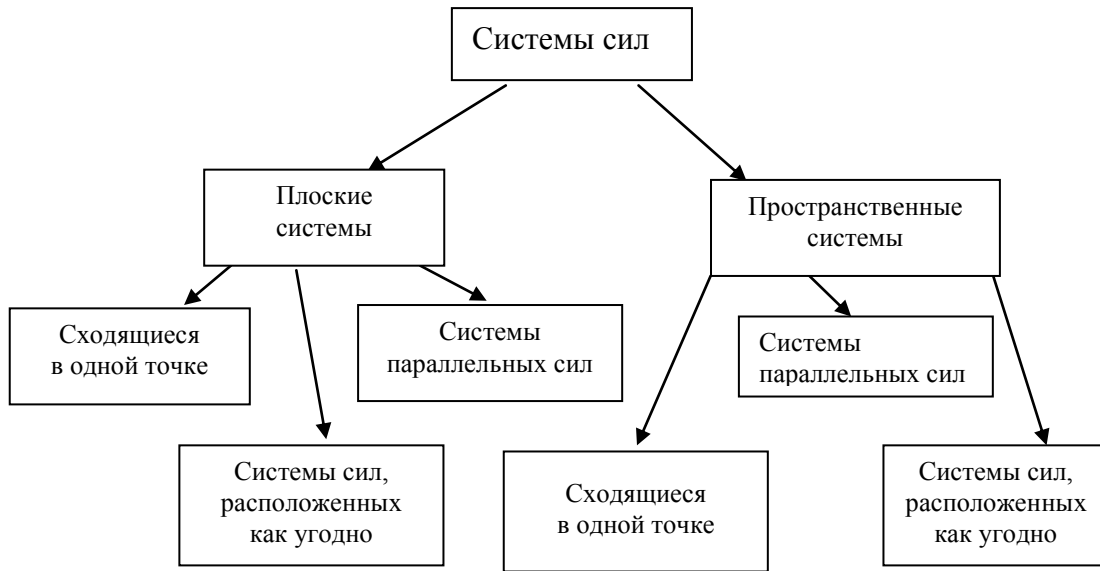 Системы сил
Плоские
системы
Пространственные
системы
Сходящиеся
в одной точке
Системы
параллельных сил
Системы
параллельных сил
Системы сил,
расположенных
как угодно
Сходящиеся
в одной точке
Системы сил,
расположенных
как угодно